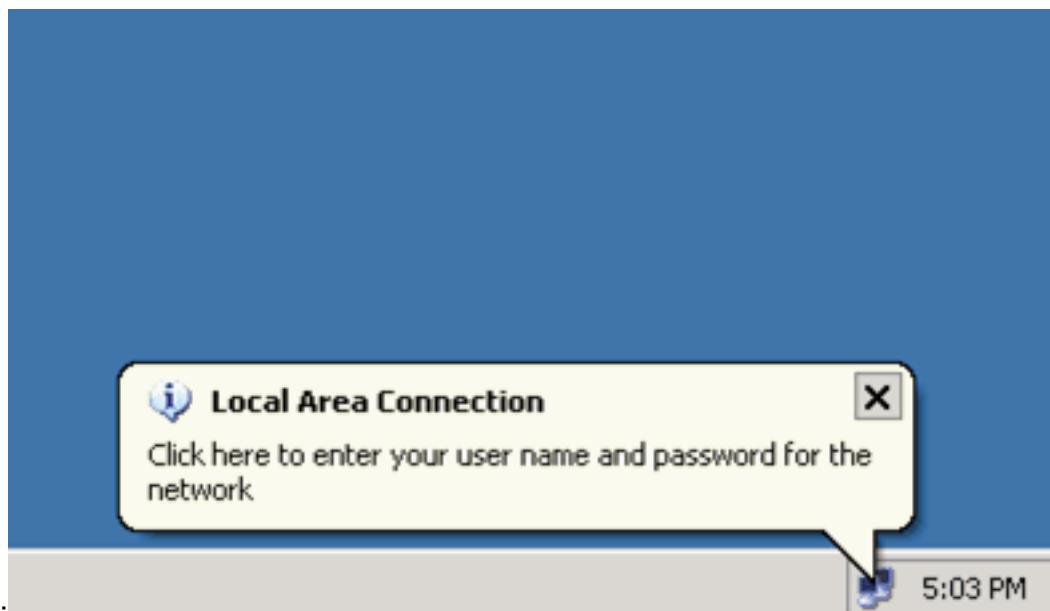 Local Area Connection
Click here to enter your user name and password for the
network
5:03 PM
.